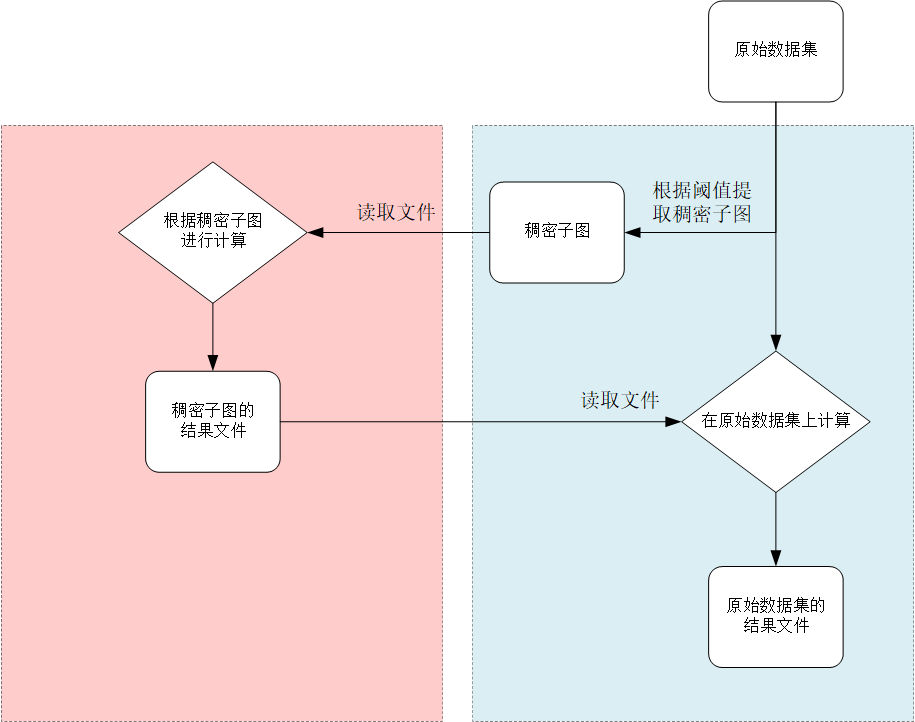 原始数据集
根据阈值提
取稠密子图
读取文件
稠密子图
根据稠密子图
进行计算
稠密子图的
结果文件
读取文件
在原始数据集上计算
原始数据集的
结果文件